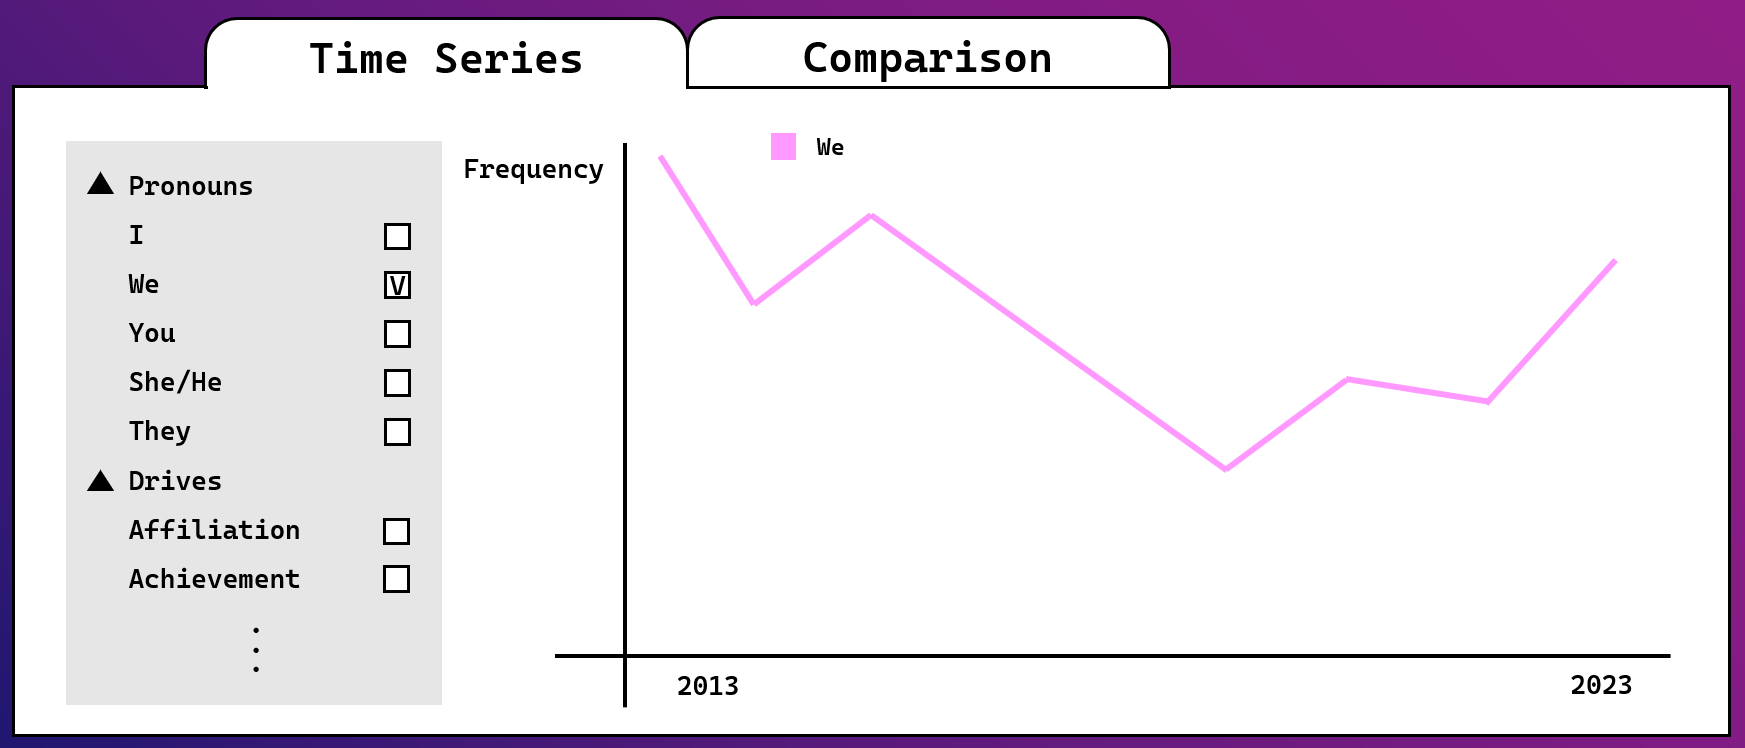 Time Series
Comparison
Pronouns
I
We V
You
She/He
They
Drives
Affiliation
Achievement
Frequency
We
2013
2023